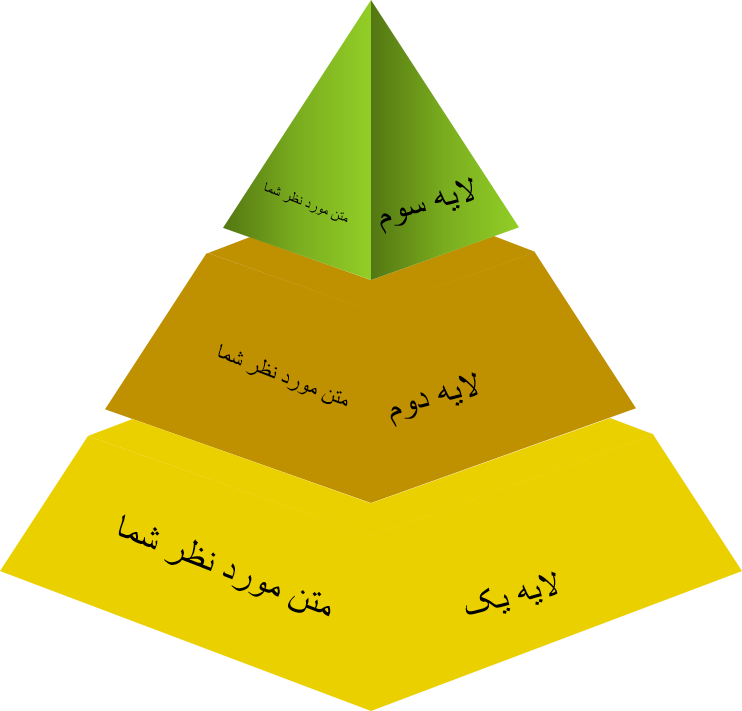 لایه سوم
متن مورد نظر شما
لایه دوم
متن مورد نظر شما
لایه یک
متن مورد نظر شما